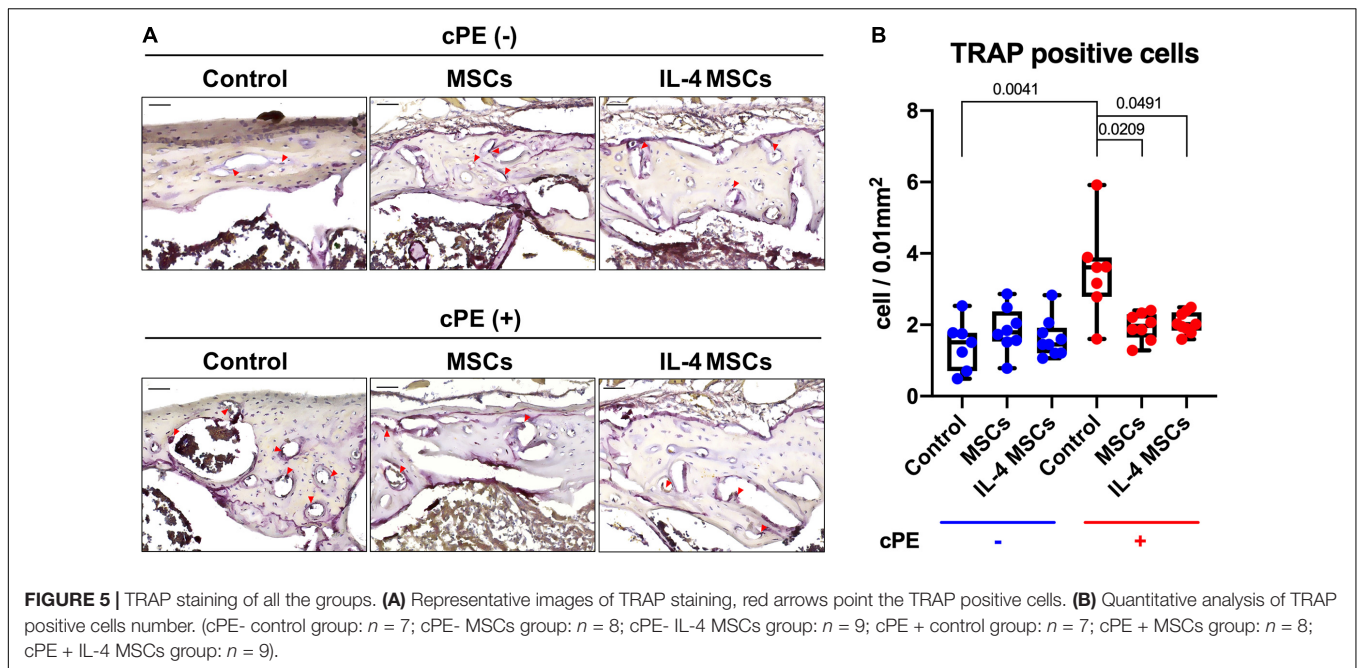 A
cPE (-)
Control MSCs IL-4 MSCs
cPE (+)
Control MSCs IL-4 MSCs
B
TRAP positive cells
0.0041
0.0491
0.0209
cell / 0.01mm²
8
6
4
2
0
Control MSCs IL-4 MSCs Control MSCs IL-4 MSCs
cPE - +
FIGURE 5 | TRAP staining of all the groups. (A) Representative images of TRAP staining, red arrows point the TRAP positive cells. (B) Quantitative analysis of TRAP
positive cells number. (cPE- control group: n = 7; cPE- MSCs group: n = 8; cPE- IL-4 MSCs group: n = 9; cPE + control group: n = 7; cPE + MSCs group: n = 8;
cPE + IL-4 MSCs group: n = 9).